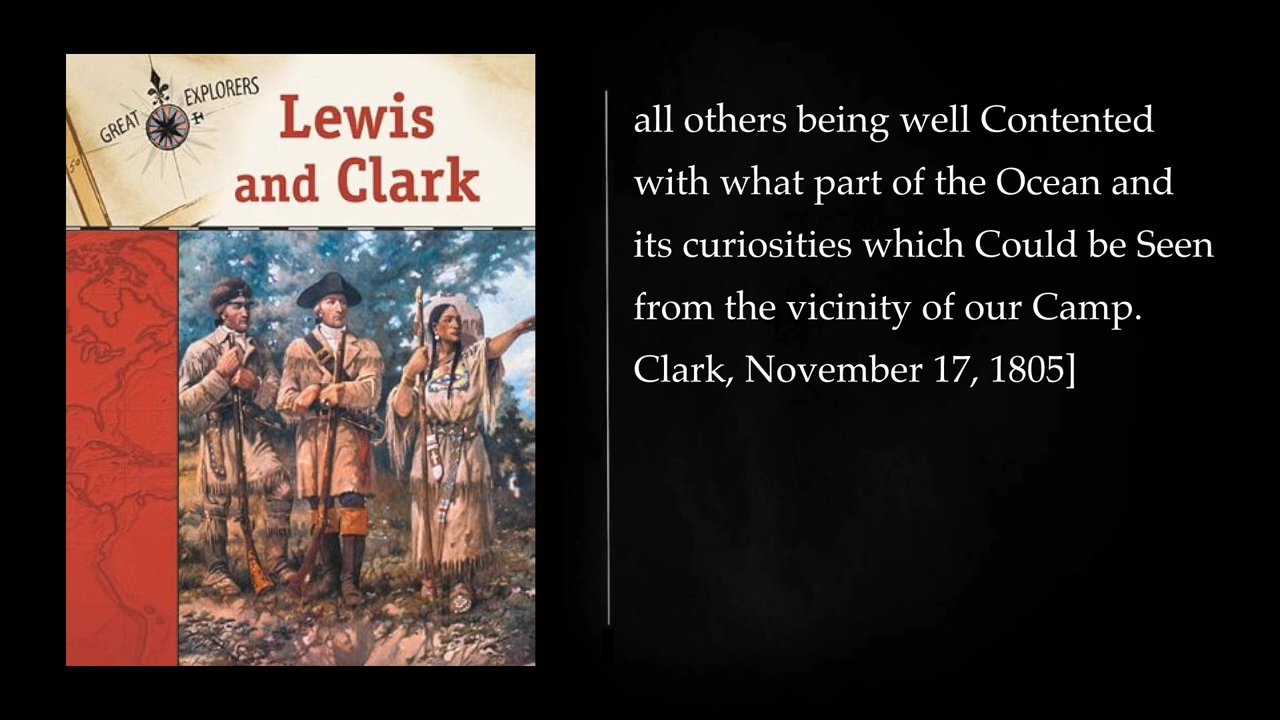 GREAT EXPLORERS
Lewis
and Clark
50
all others being well Contented
with what part of the Ocean and
its curiosities which Could be Seen
from the vicinity of our Camp.
Clark, November 17, 1805]